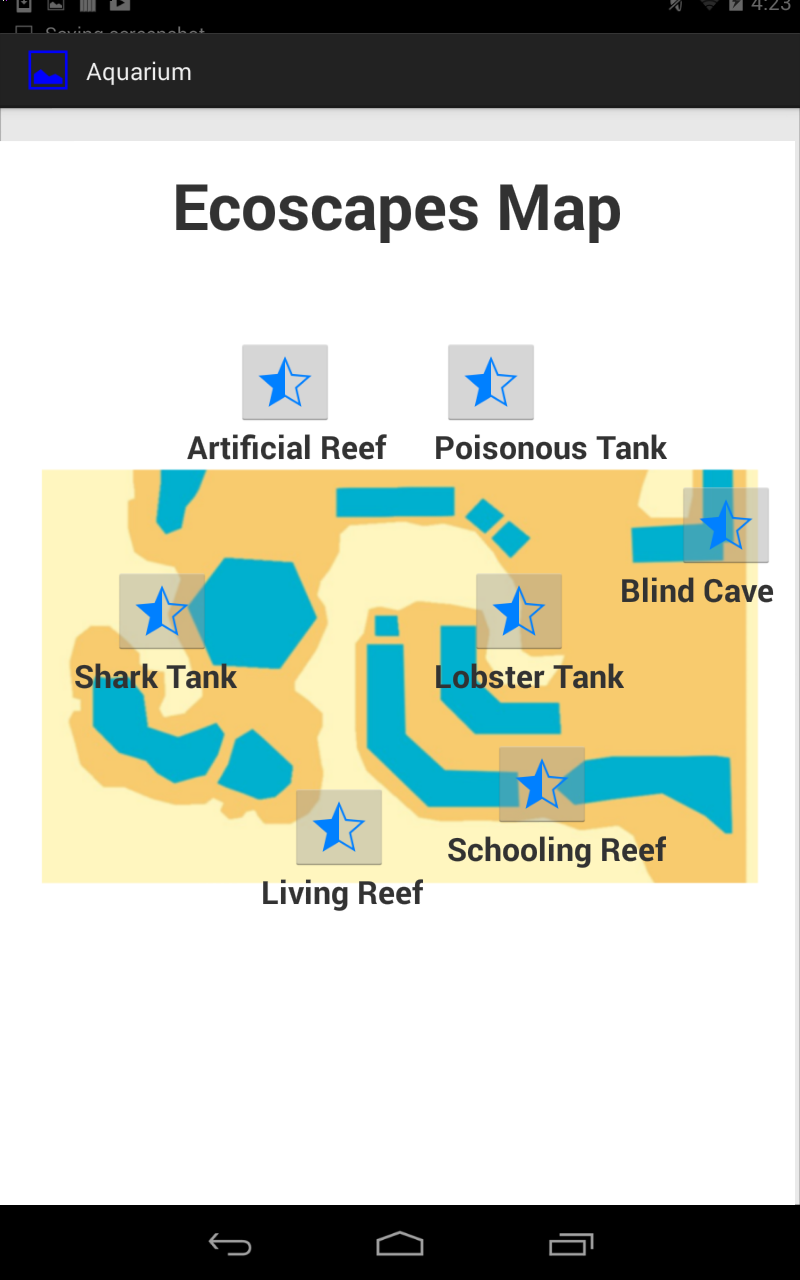 4:23
Saving screenshot
Aquarium
Ecoscapes Map
Artificial Reef
Poisonous Tank
Blind Cave
Shark Tank
Lobster Tank
Schooling Reef
Living Reef